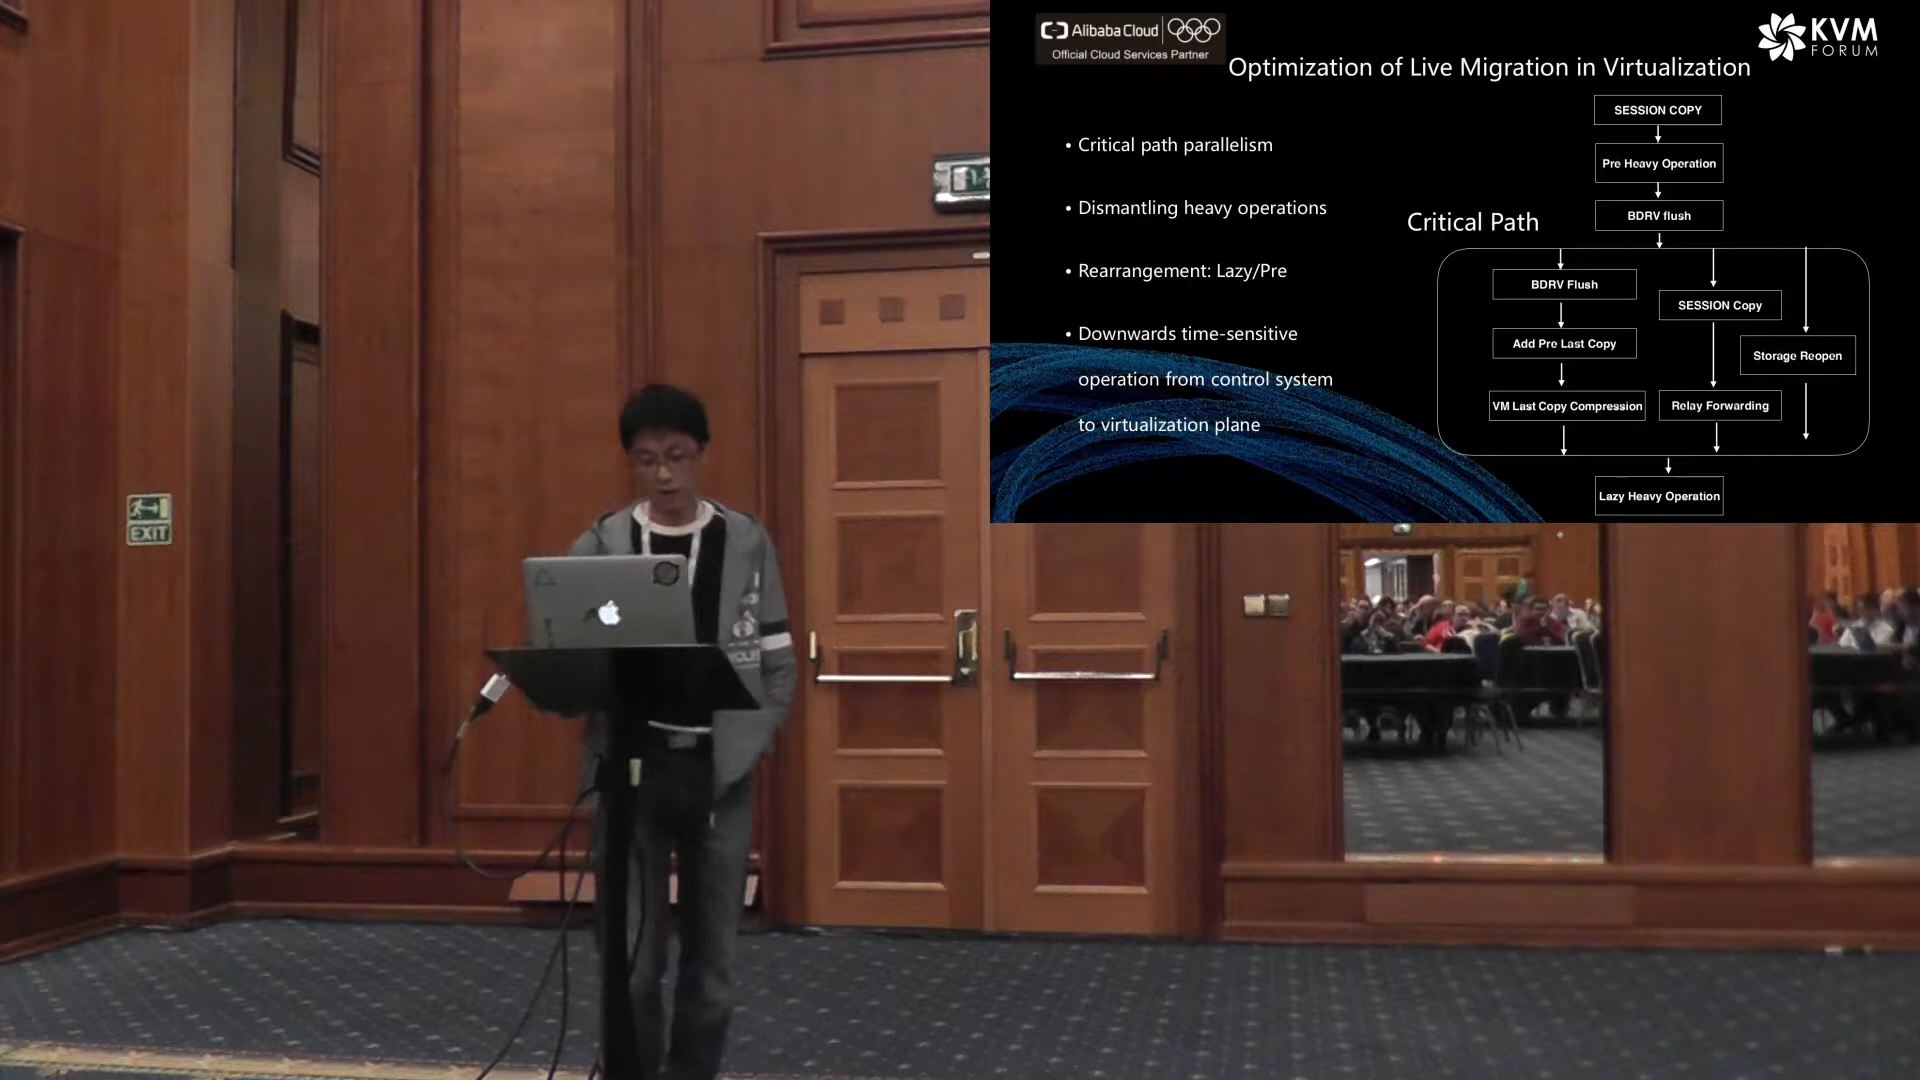 Alibaba Cloud
Official Cloud Services Partner
KVM
FORUM
Optimization of Live Migration in Virtualization
• Critical path parallelism
• Dismantling heavy operations
• Rearrangement: Lazy/Pre
• Downwards time-sensitive
operation from control system
to virtualization plane
Critical Path
SESSION COPY
Pre Heavy Operation
BDRV flush
BDRV Flush
Add Pre Last Copy
VM Last Copy Compression
SESSION Copy
Relay Forwarding
Storage Reopen
Lazy Heavy Operation
EXIT